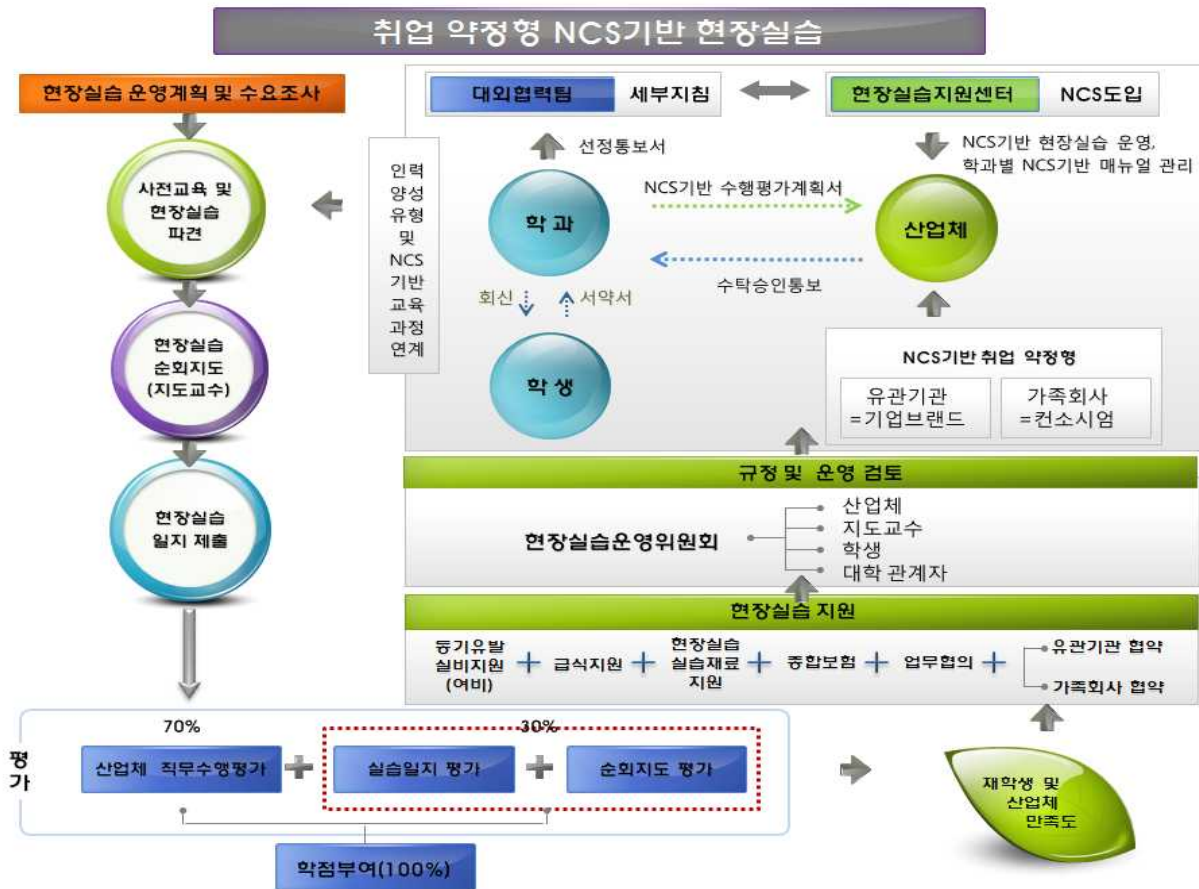 취업 약정형 NCS기반 현장실습
현장실습 운영계획 및 수요조사
사전교육 및
현장실습
파견
현장실습
순회지도
(지도교수)
현장실습
일지 제출
인력
양성
유형
및
NCS
기반
교육
과정
연계
대외협력팀
세부지침
현장실습지원센터
NCS도입
선정통보서
NCS기반 현장실습 운영,
학과별 NCS기반 매뉴얼 관리
학 과
NCS기반 수행평가계획서
산업체
수탁승인통보
회신
서약서
학 생
NCS기반 취업 약정형
유관기관
=기업브랜드
가족회사
=컨소시엄
규정 및 운영 검토
현장실습운영위원회
산업체
지도교수
학생
대학 관계자
현장실습 지원
동기유발
실비지원
(여비)
급식지원
현장실습
실습재료
지원
종합보험
업무협의
유관기관 협약
가족회사 협약
평
가
70%
30%
산업체 직무수행평가
실습일지 평가
순회지도 평가
학점부여(100%)
재학생 및
산업체
만족도